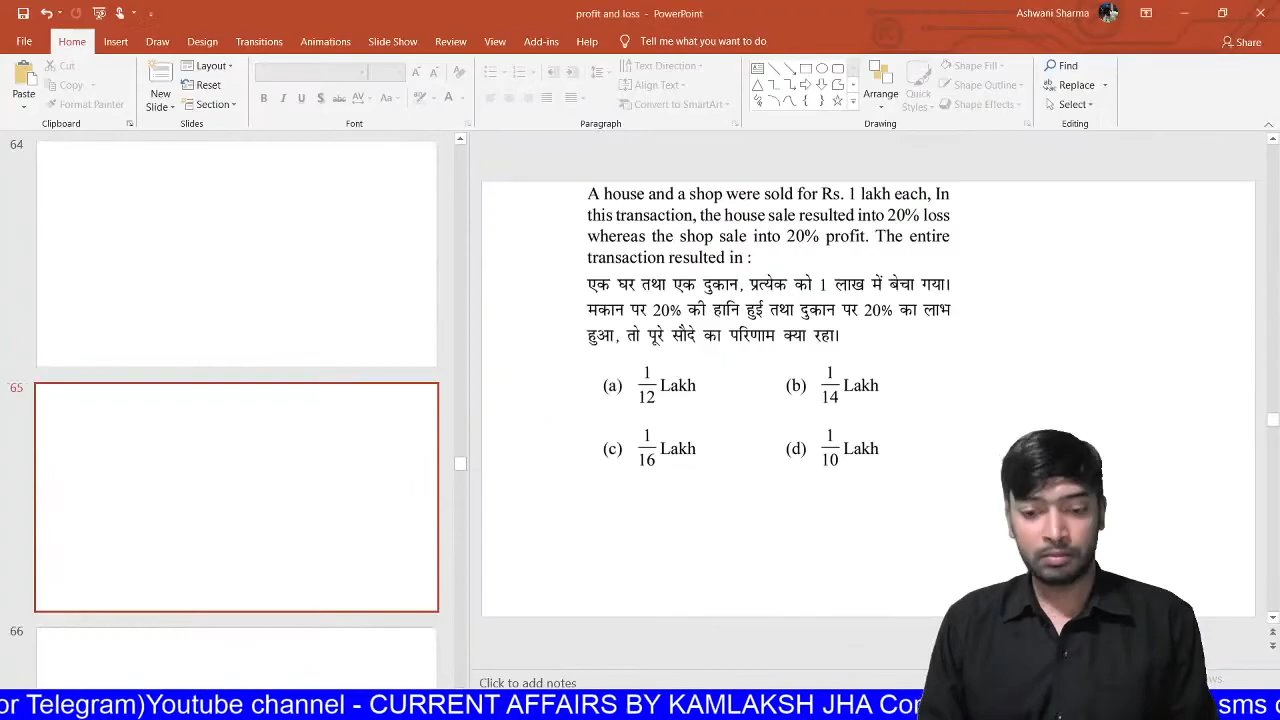 profit and loss - PowerPoint
Ashwani Sharma
File Home Insert Draw Design Transitions Animations Slide Show Review View Add-ins Help Tell me what you want to do
Share
Paste
Cut
Copy
Format Painter
Clipboard
New Slide
Layout
Reset
Section
Slides
B I U S abc AV Aa A
Font
Text Direction
Align Text
Convert to SmartArt
Paragraph
Arrange
Quick Styles
Shape Fill
Shape Outline
Shape Effects
Drawing
Find
Replace
Select
Editing
64
65
66
A house and a shop were sold for Rs. 1 lakh each, In
this transaction, the house sale resulted into 20% loss
whereas the shop sale into 20% profit. The entire
transaction resulted in :
एक घर तथा एक दुकान, प्रत्येक को 1 लाख में बेचा गया।
मकान पर 20% की हानि हुई तथा दुकान पर 20% का लाभ
हुआ, तो पूरे सौदे का परिणाम क्या रहा।
(a) 1/12 Lakh (b) 1/14 Lakh
(c) 1/16 Lakh (d) 1/10 Lakh
Click to add notes
or Telegram)Youtube channel - CURRENT AFFAIRS BY KAMLAKSH JHA Cor sms